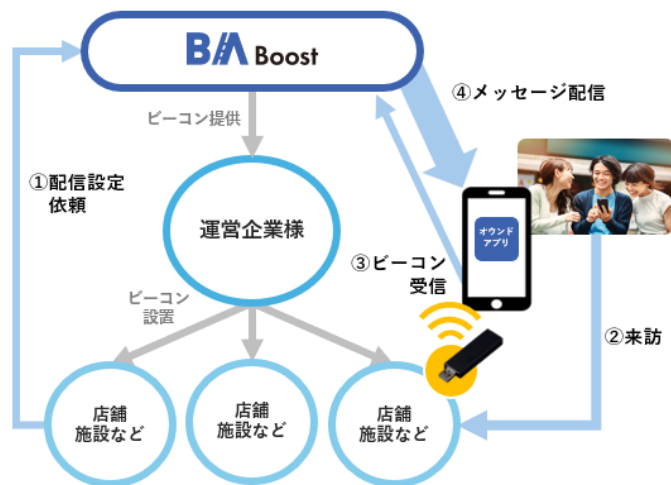 BIA Boost
④メッセージ配信
ビーコン提供
①配信設定
依頼
運営企業様
オウンド
アプリ
③ビーコン
受信
ビーコン
設置
②来訪
店舗
施設など
店舗
施設など
店舗
施設など